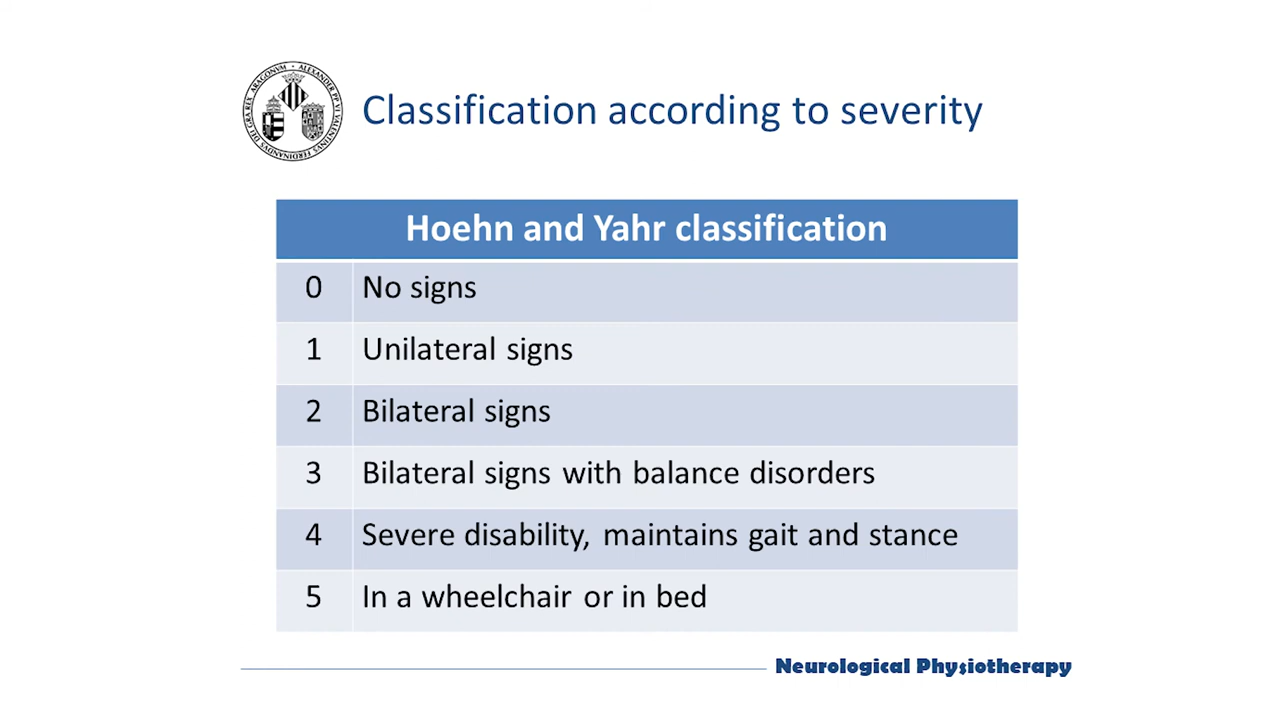 Classification according to severity
Hoehn and Yahr classification
0 No signs
1 Unilateral signs
2 Bilateral signs
3 Bilateral signs with balance disorders
4 Severe disability, maintains gait and stance
5 In a wheelchair or in bed
Neurological Physiotherapy